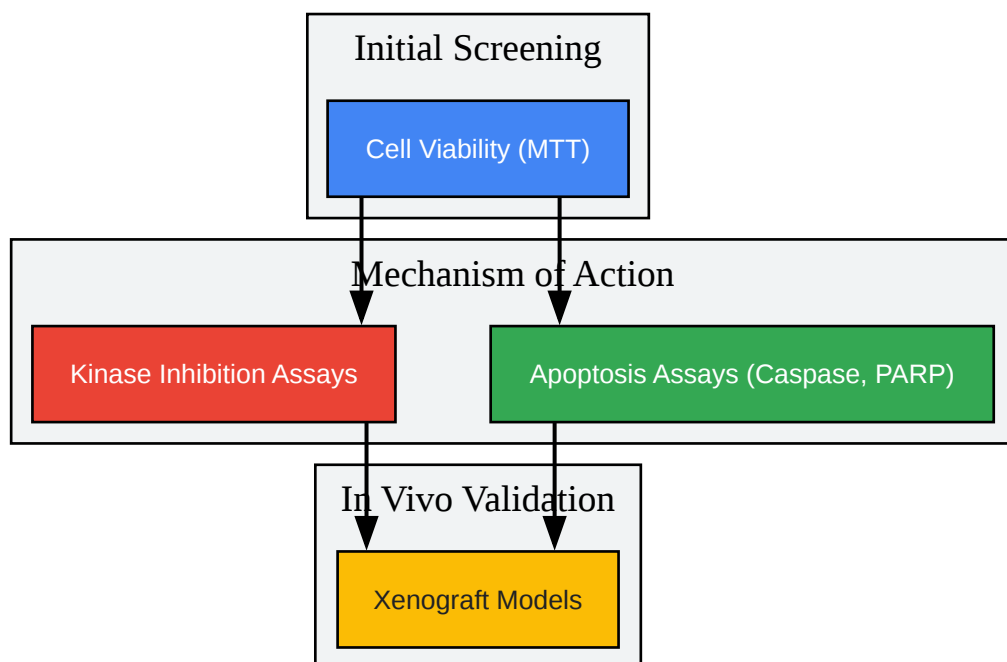 Initial Screening
Cell Viability (MTT)
Mechanism of Action
Kinase Inhibition Assays
Apoptosis Assays (Caspase, PARP)
In Vivo Validation
Xenograft Models